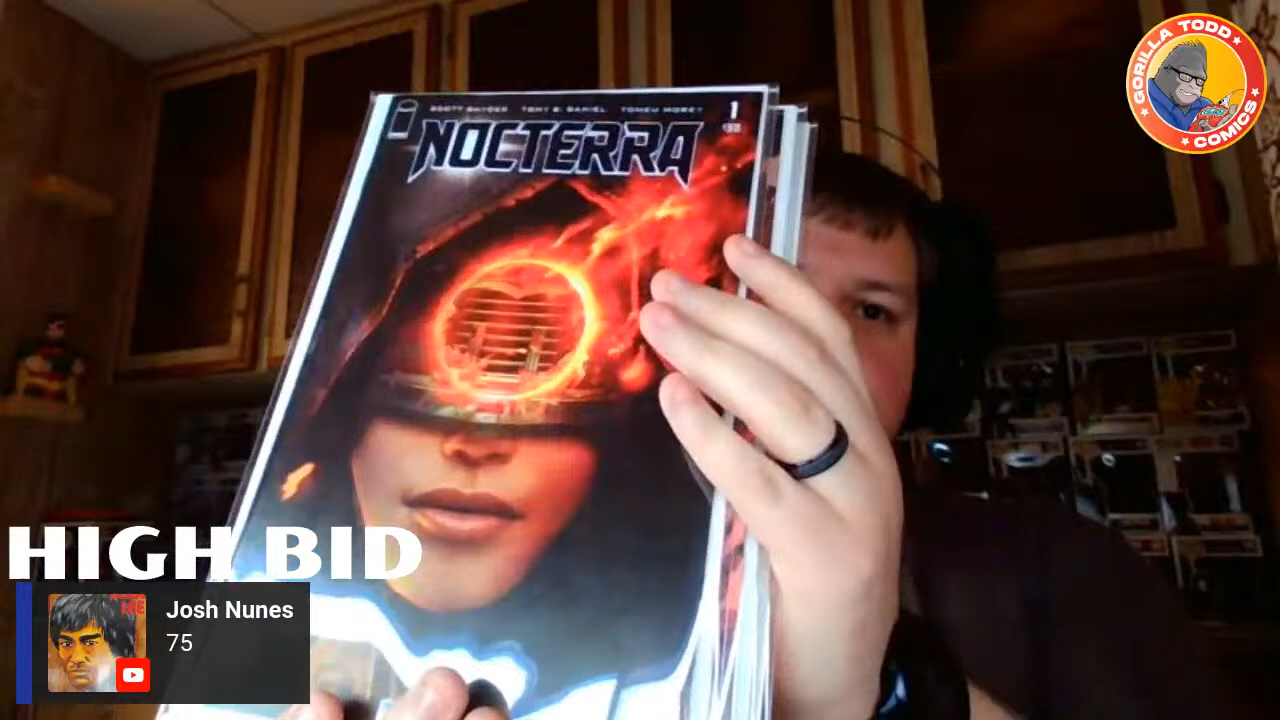 SCOTT SNYDER TONY S. DANIEL TOMEU MOREY
1
NOCTERRA
GORILLA TODD
COMICS
HIGH BID
Josh Nunes
75